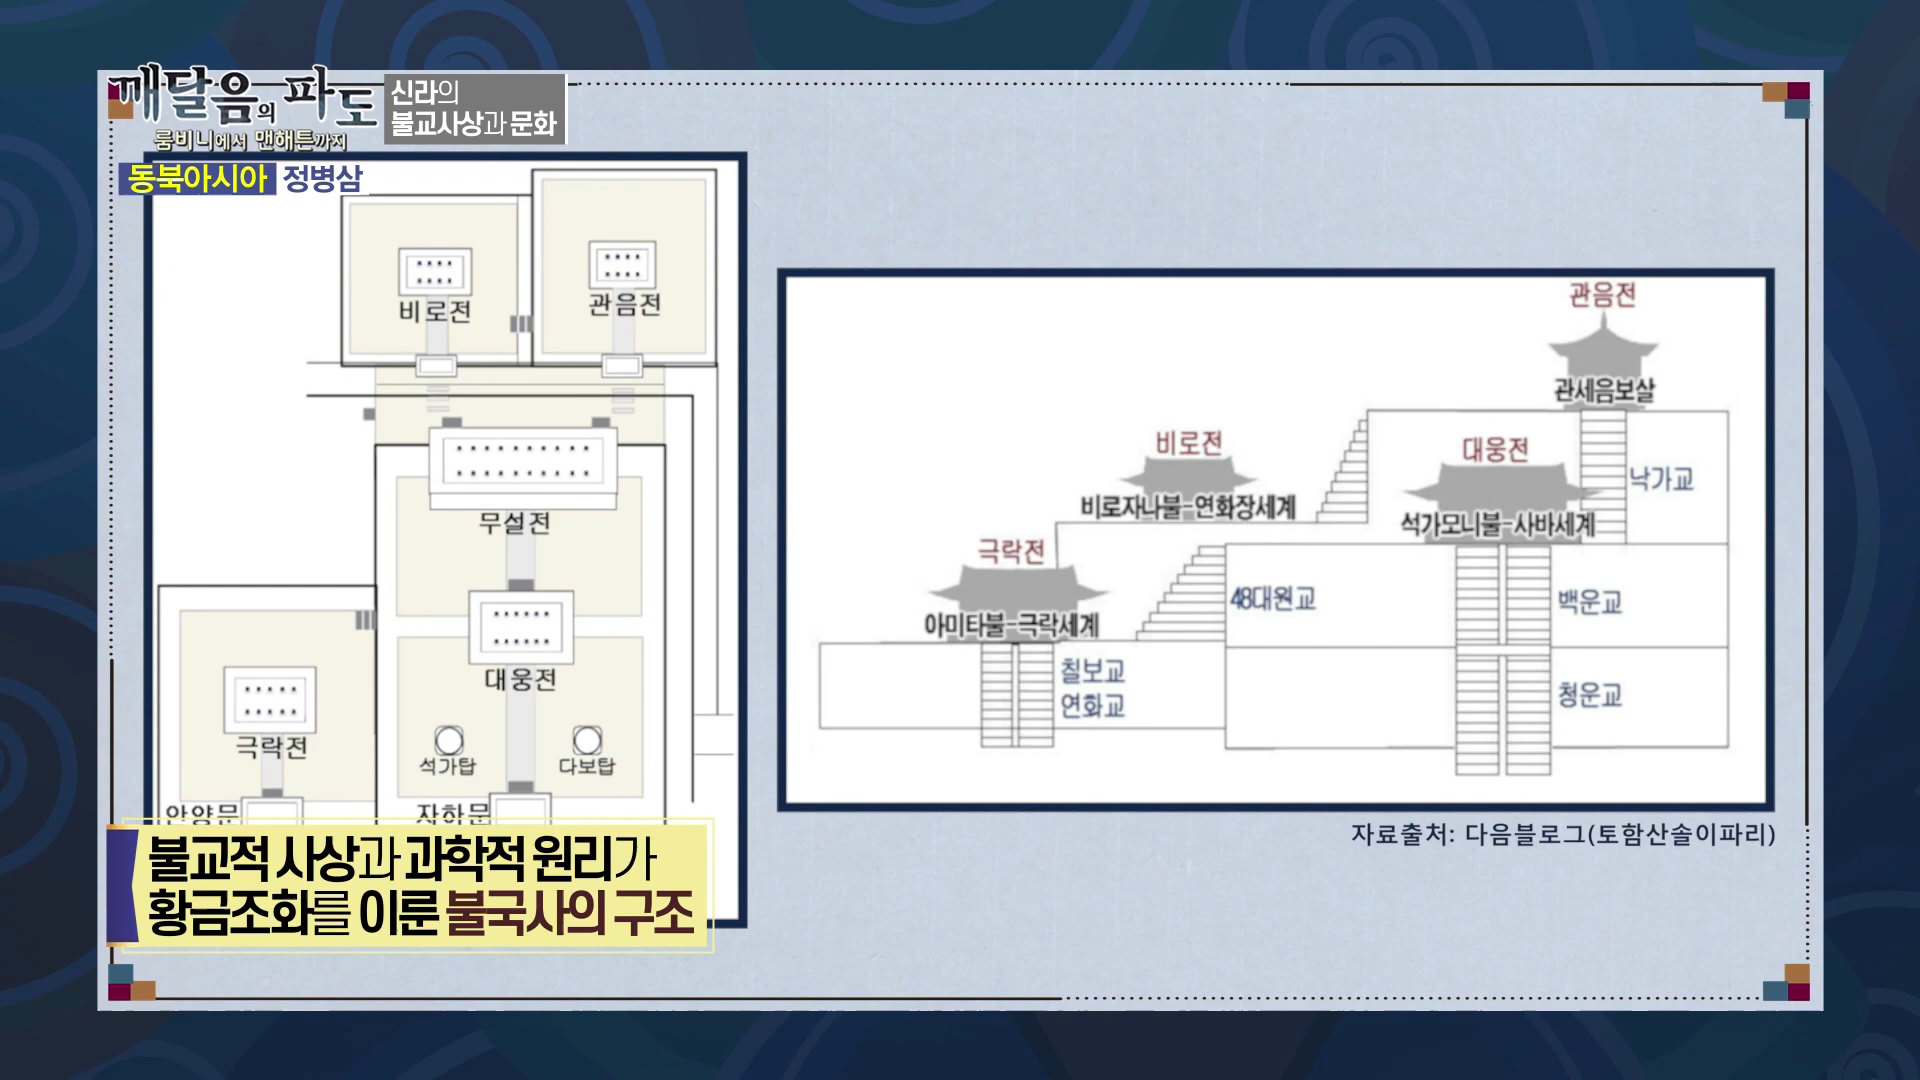 깨달음의 파도
룸비니에서 맨해튼까지
신라의
불교사상과 문화
동북아시아 정병삼
비로전
관음전
무설전
대웅전
극락전
석가탑
다보탑
안양문
자하문
관음전
관세음보살
비로전
비로자나불-연화장세계
대웅전
석가모니불-사바세계
낙가교
극락전
아미타불-극락세계
48대원교
백운교
칠보교
연화교
청운교
자료출처: 다음블로그(토함산솔이파리)
불교적 사상과 과학적 원리가
황금조화를 이룬 불국사의 구조